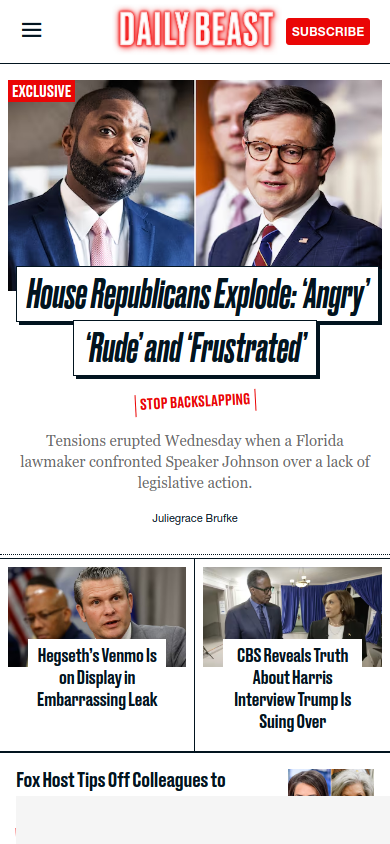 DAILY BEAST
SUBSCRIBE
EXCLUSIVE
House Republicans Explode: ‘Angry’
‘Rude’ and ‘Frustrated’
STOP BACKSLAPPING
Tensions erupted Wednesday when a Florida
lawmaker confronted Speaker Johnson over a lack of
legislative action.
Juliegrace Brufke
Hegseth’s Venmo Is
on Display in
Embarrassing Leak
CBS Reveals Truth
About Harris
Interview Trump Is
Suing Over
Fox Host Tips Off Colleagues to